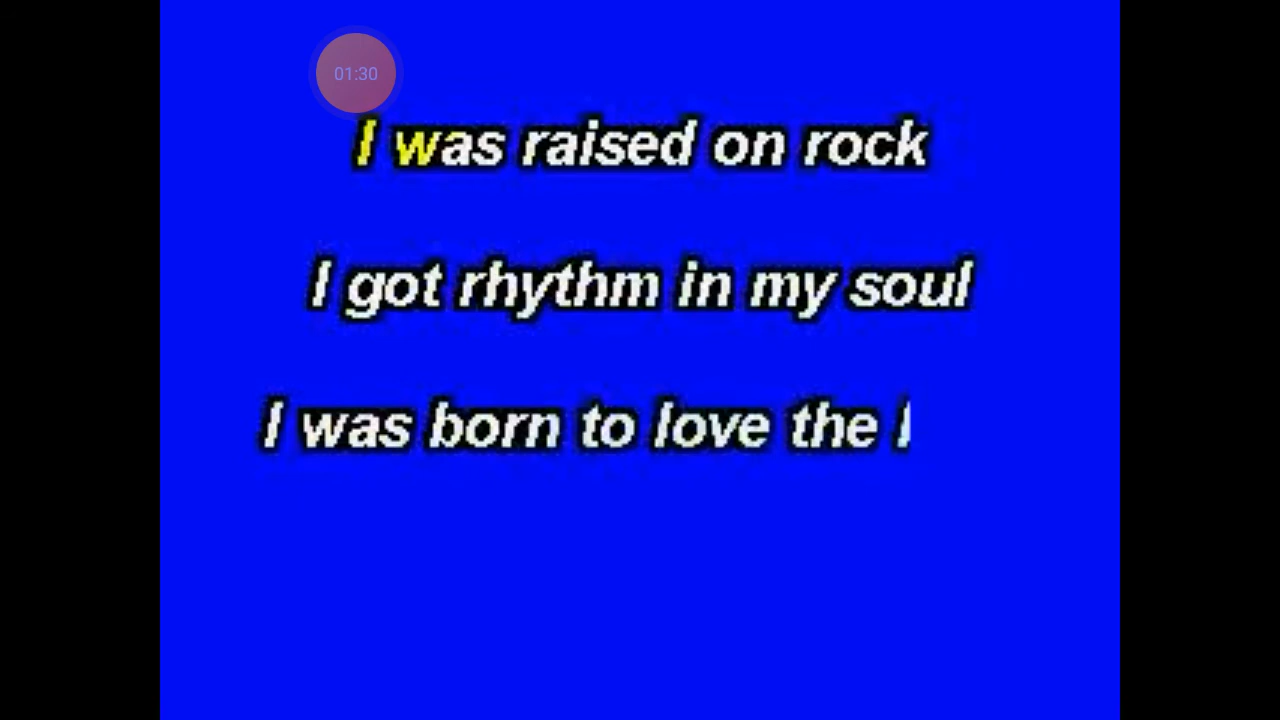 01:30
I was raised on rock
I got rhythm in my soul
I was born to love the